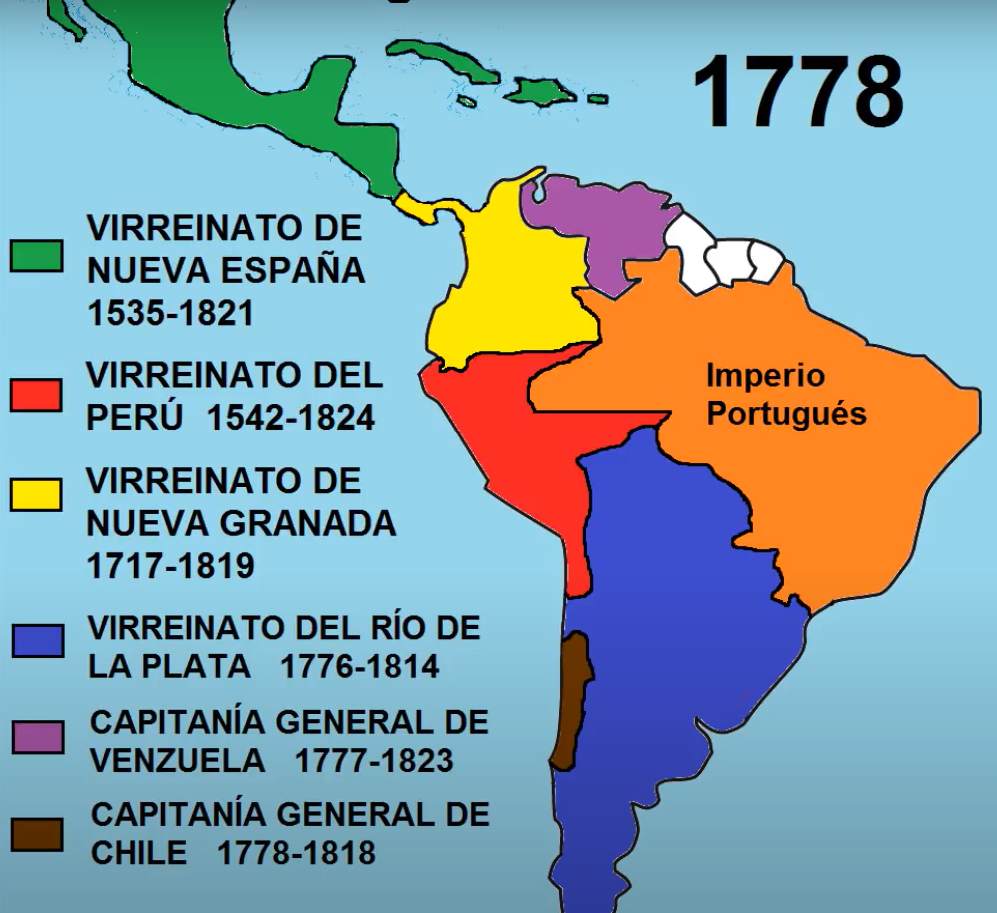 1778
VIRREINATO DE
NUEVA ESPAÑA
1535-1821
VIRREINATO DEL
PERÚ 1542-1824
VIRREINATO DE
NUEVA GRANADA
1717-1819
VIRREINATO DEL RÍO DE
LA PLATA 1776-1814
CAPITANÍA GENERAL DE
VENZUELA 1777-1823
CAPITANÍA GENERAL DE
CHILE 1778-1818
Imperio
Portugués